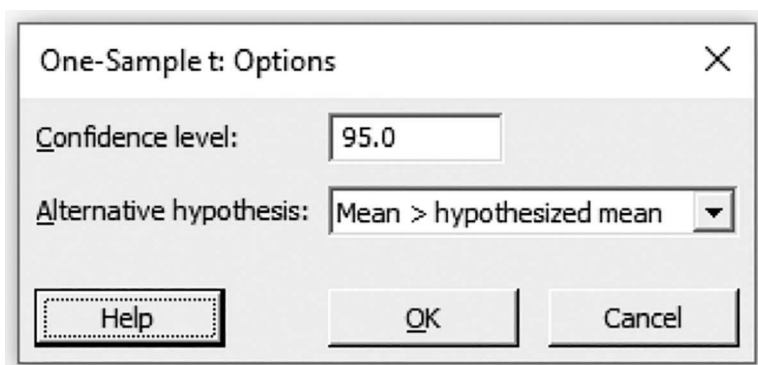 One-Sample t: Options
Confidence level: 95.0
Alternative hypothesis: Mean > hypothesized mean
Help OK Cancel